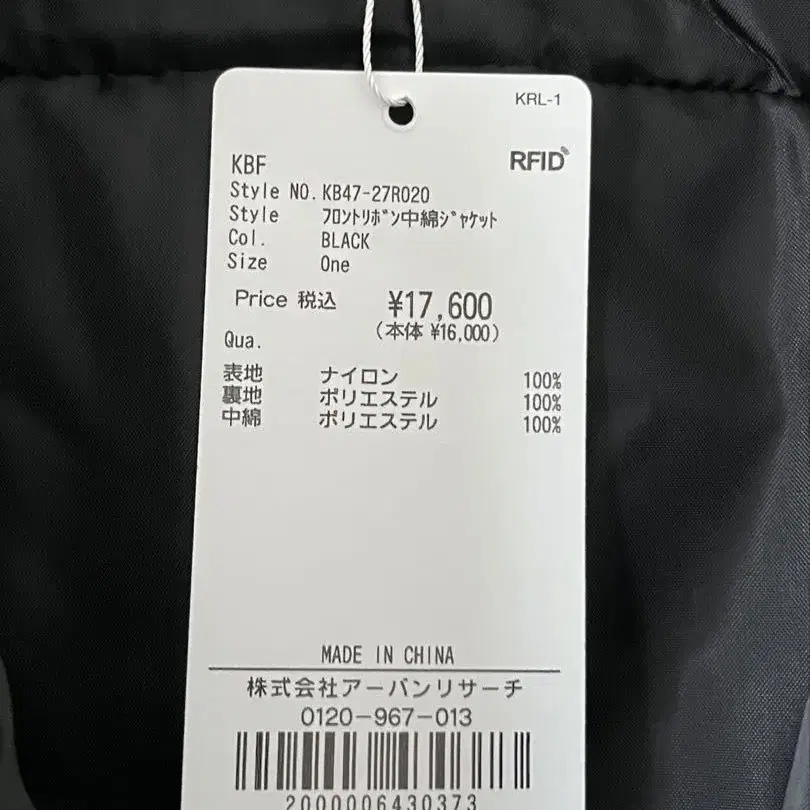 KRL-1
RFID
KBF
Style NO. KB47-27R020
Style フロントリボン中綿ジャケット
Col. BLACK
Size One
Price 税込 ¥17,600
(本体 ¥16,000)
Qua.
表地 ナイロン 100%
裏地 ポリエステル 100%
中綿 ポリエステル 100%
MADE IN CHINA
株式会社アーバンリサーチ
0120-967-013
2000006430373